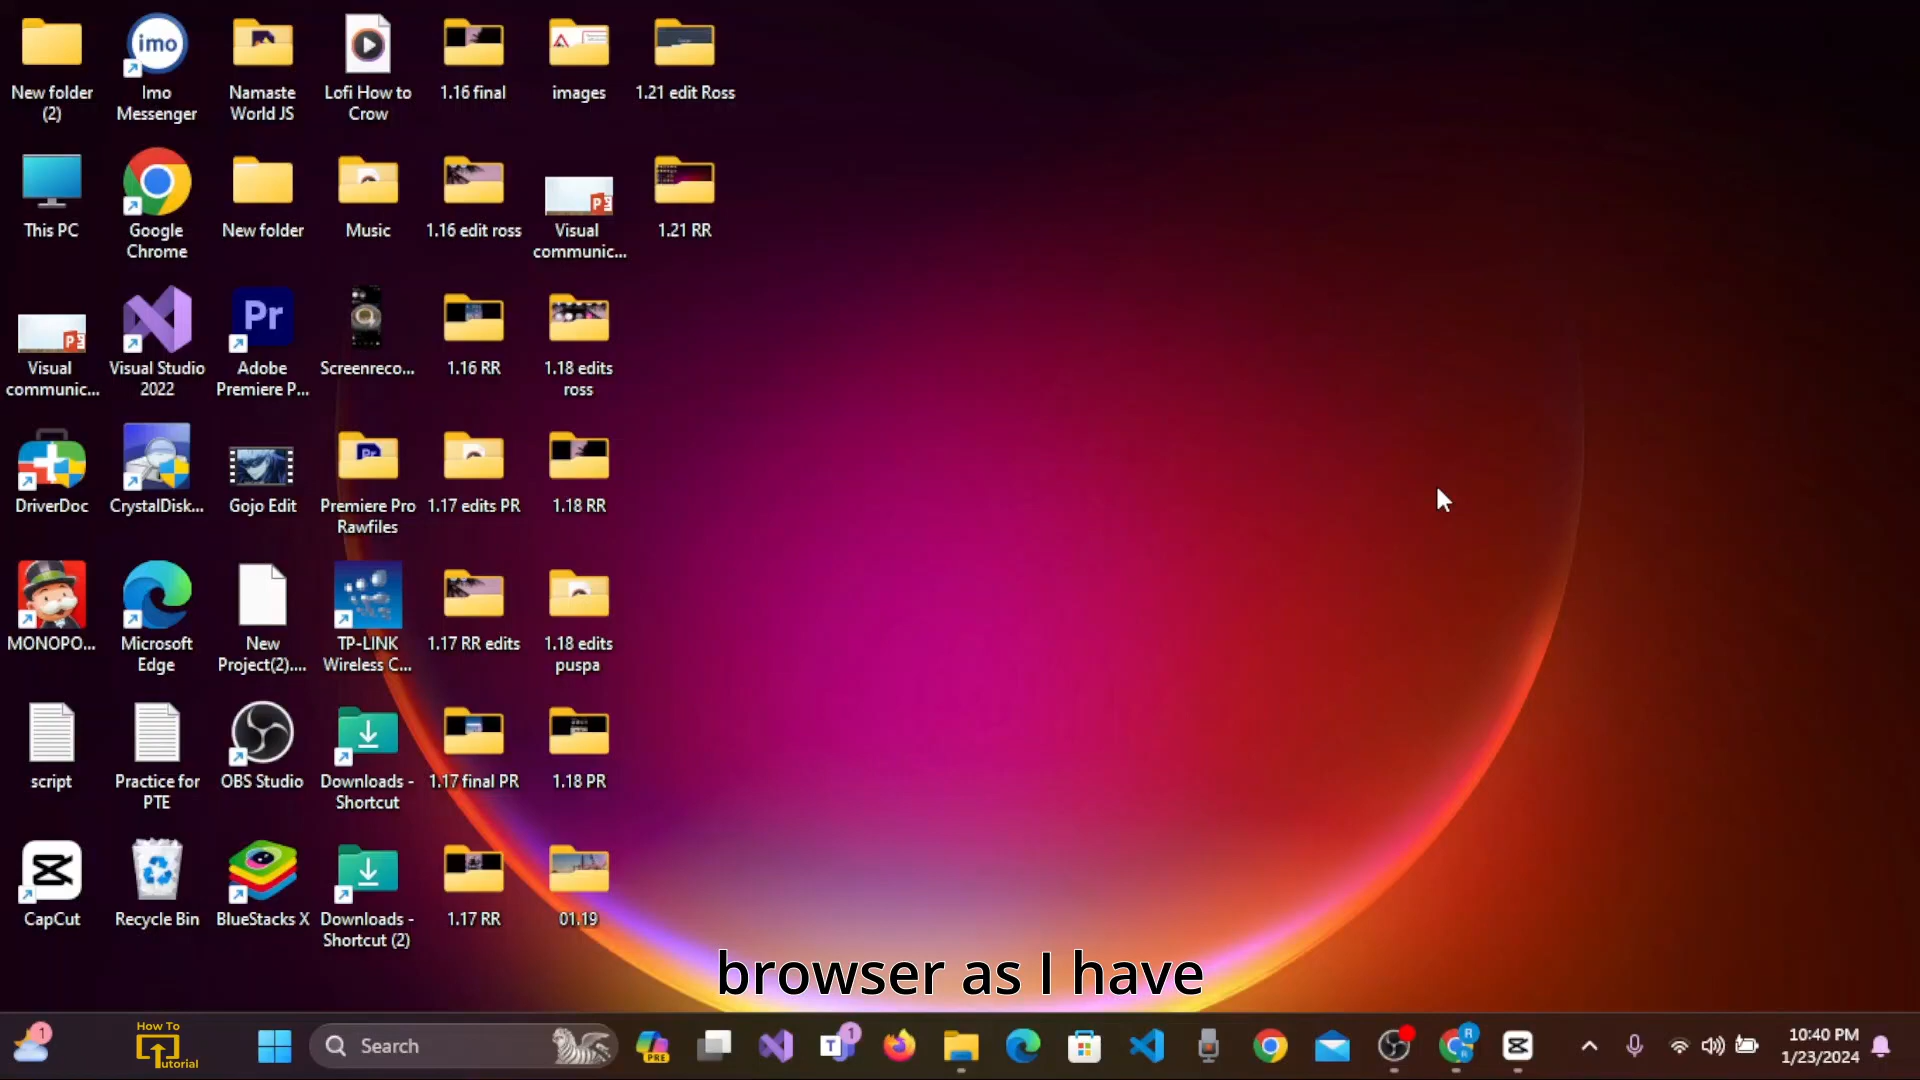 New folder
(2)
imo
Imo
Messenger
Namaste
World JS
Lofi How to
Crow
1.16 final
images
1.21 edit Ross
This PC
Google
Chrome
New folder
Music
1.16 edit ross
Visual
communic...
1.21 RR
Visual
communic...
Visual Studio
2022
Pr
Adobe
Premiere P...
Screenreco...
1.16 RR
1.18 edits
ross
DriverDoc
CrystalDisk...
Gojo Edit
Premiere Pro
Rawfiles
1.17 edits PR
1.18 RR
MONOPO...
Microsoft
Edge
New
Project(2)....
TP-LINK
Wireless C...
1.17 RR edits
1.18 edits
puspa
script
Practice for
PTE
OBS Studio
Downloads -
Shortcut
1.17 final PR
1.18 PR
CapCut
Recycle Bin
BlueStacks X
Downloads -
Shortcut (2)
1.17 RR
01.19
browser as I have
1
How To
Tutorial
Search
PRE
T
1
R
R
10:40 PM
1/23/2024